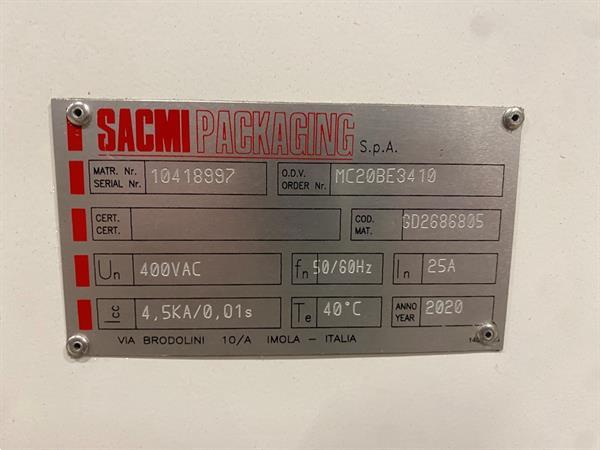 SACMI PACKAGING S.p.A.
MATR. Nr. SERIAL Nr. 10418997 O.D.V. ORDER Nr. MC20BE3410
CERT. CERT. COD. MAT. GD2686805
Un 400VAC fn 50/60Hz In 25A
Icc 4,5KA/0,01s Te 40°C ANNO YEAR 2020
VIA BRODOLINI 10/A IMOLA - ITALIA